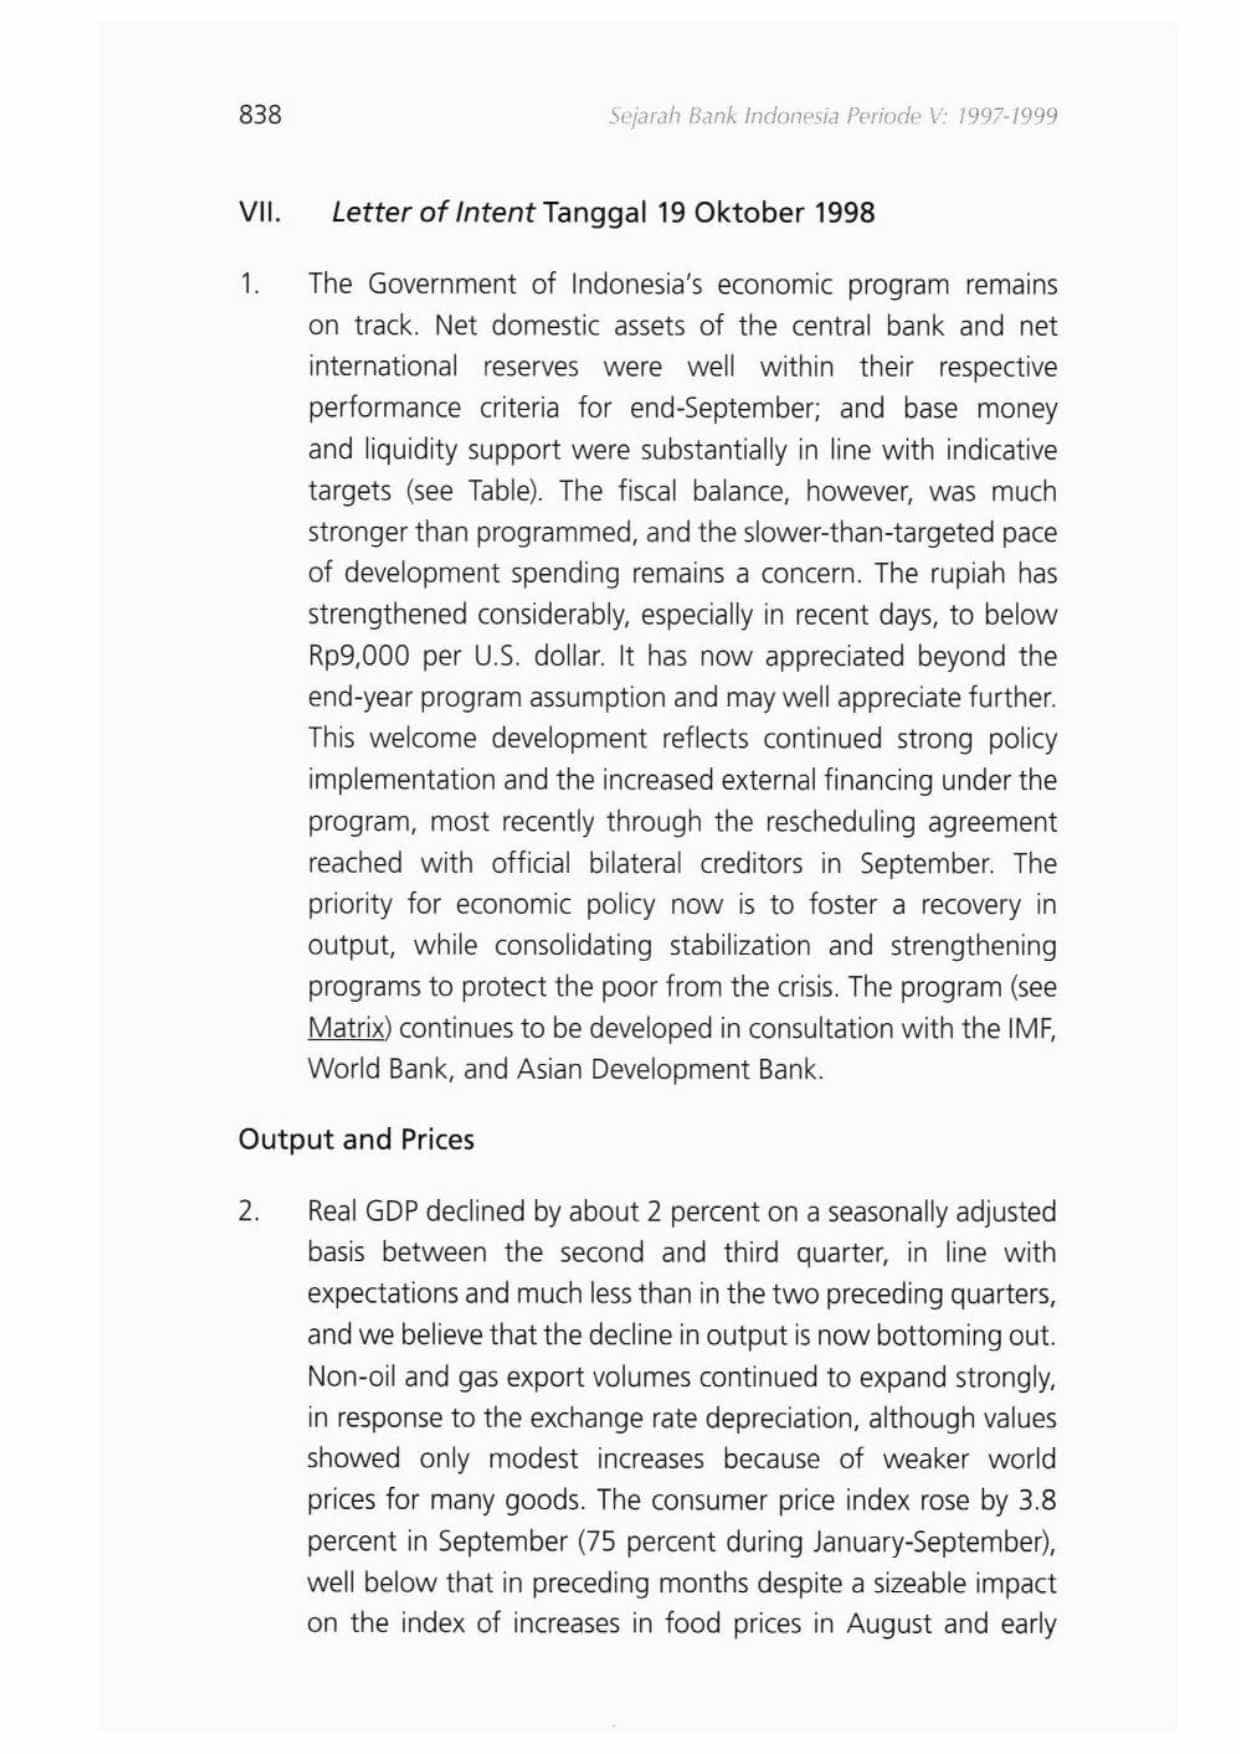 838
Sejarah Bank Indonesia Periode V: 1997-1999
VII. Letter of Intent Tanggal 19 Oktober 1998
1. The Government of Indonesia's economic program remains
on track. Net domestic assets of the central bank and net
international reserves were well within their respective
performance criteria for end-September; and base money
and liquidity support were substantially in line with indicative
targets (see Table). The fiscal balance, however, was much
stronger than programmed, and the slower-than-targeted pace
of development spending remains a concern. The rupiah has
strengthened considerably, especially in recent days, to below
Rp9,000 per U.S. dollar. It has now appreciated beyond the
end-year program assumption and may well appreciate further.
This welcome development reflects continued strong policy
implementation and the increased external financing under the
program, most recently through the rescheduling agreement
reached with official bilateral creditors in September. The
priority for economic policy now is to foster a recovery in
output, while consolidating stabilization and strengthening
programs to protect the poor from the crisis. The program (see
Matrix) continues to be developed in consultation with the IMF,
World Bank, and Asian Development Bank.
Output and Prices
2. Real GDP declined by about 2 percent on a seasonally adjusted
basis between the second and third quarter, in line with
expectations and much less than in the two preceding quarters,
and we believe that the decline in output is now bottoming out.
Non-oil and gas export volumes continued to expand strongly,
in response to the exchange rate depreciation, although values
showed only modest increases because of weaker world
prices for many goods. The consumer price index rose by 3.8
percent in September (75 percent during January-September),
well below that in preceding months despite a sizeable impact
on the index of increases in food prices in August and early